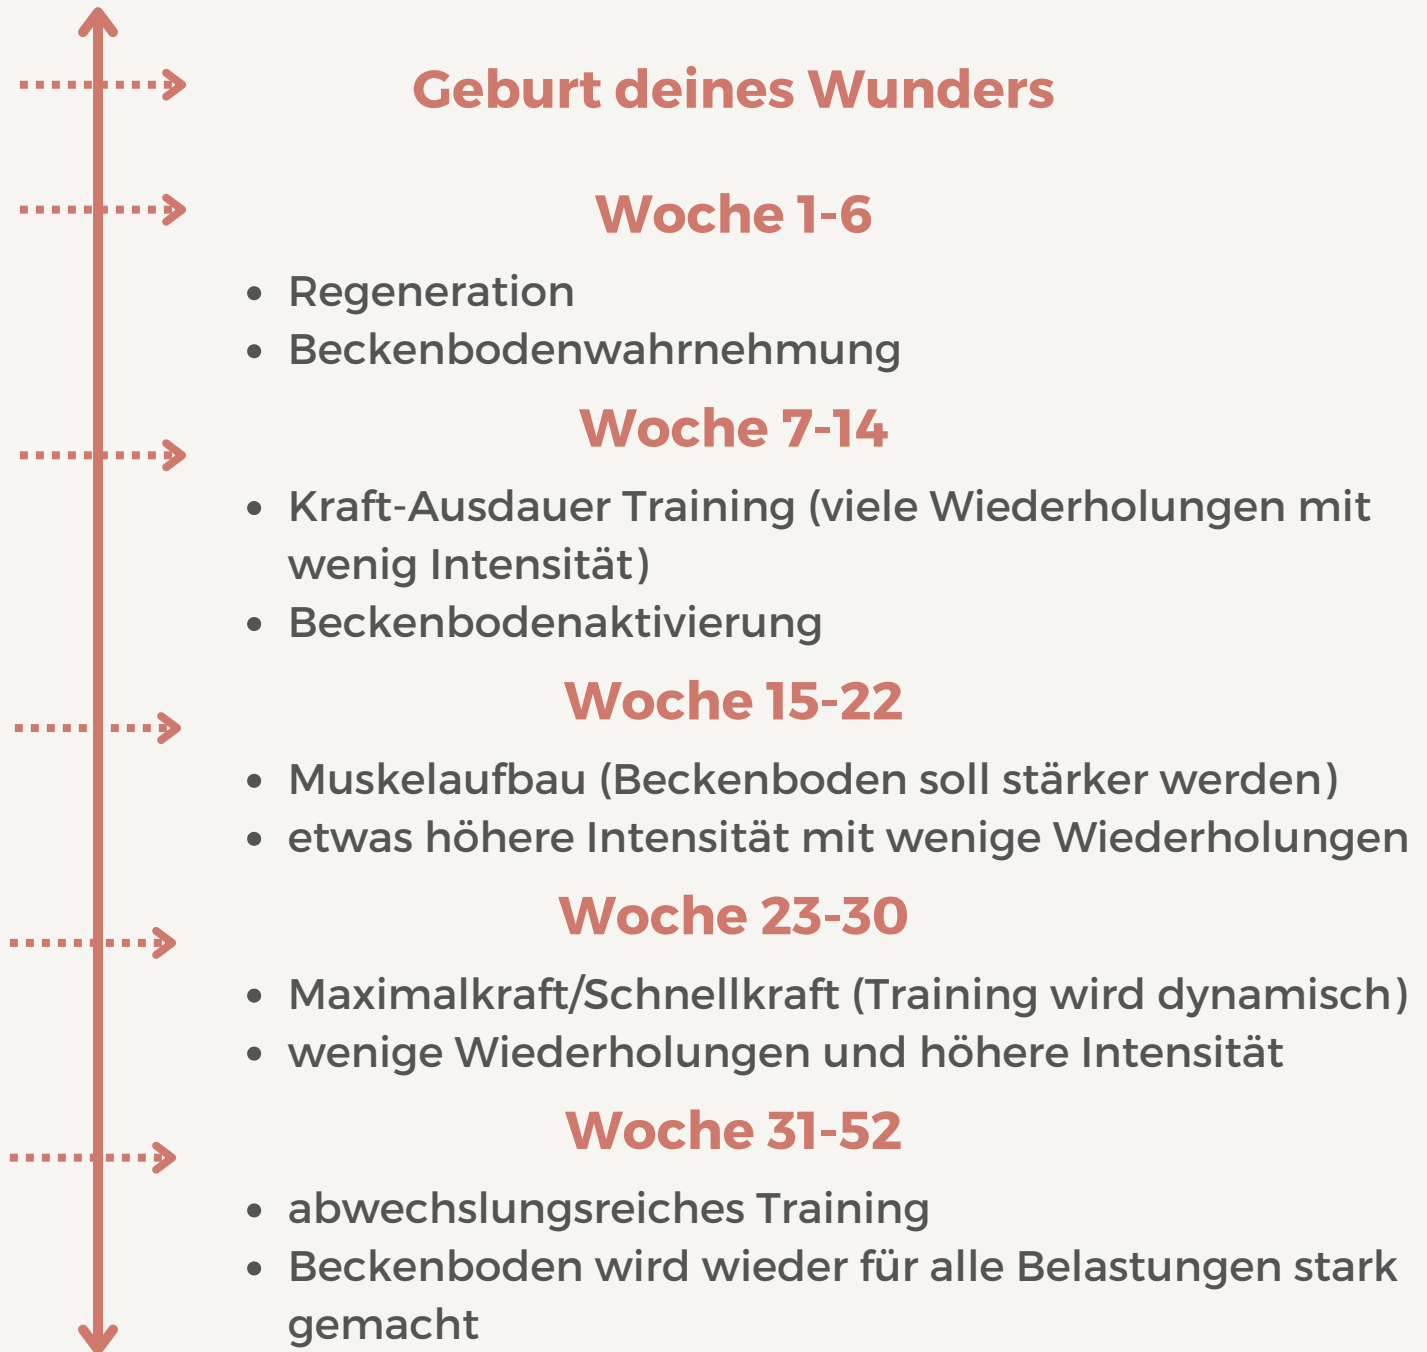 Geburt deines Wunders
Woche 1-6
• Regeneration
• Beckenbodenwahrnehmung
Woche 7-14
• Kraft-Ausdauer Training (viele Wiederholungen mit
wenig Intensität)
• Beckenbodenaktivierung
Woche 15-22
• Muskelaufbau (Beckenboden soll stärker werden)
• etwas höhere Intensität mit wenige Wiederholungen
Woche 23-30
• Maximalkraft/Schnellkraft (Training wird dynamisch)
• wenige Wiederholungen und höhere Intensität
Woche 31-52
• abwechslungsreiches Training
• Beckenboden wird wieder für alle Belastungen stark
gemacht